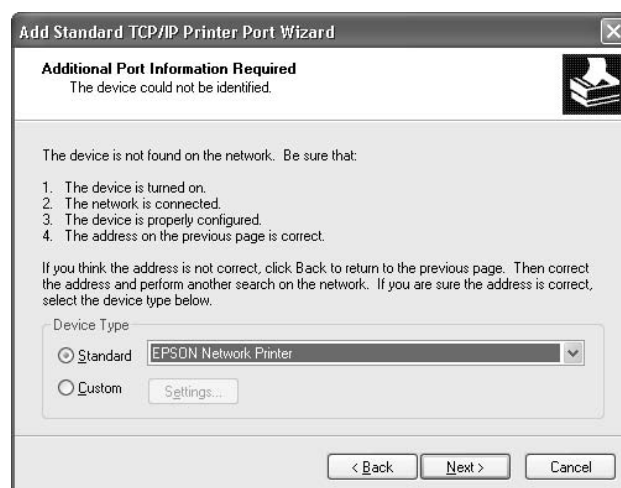 Add Standard TCP/IP Printer Port Wizard
Additional Port Information Required
The device could not be identified.
The device is not found on the network. Be sure that:
1. The device is turned on.
2. The network is connected.
3. The device is properly configured.
4. The address on the previous page is correct.
If you think the address is not correct, click Back to return to the previous page. Then correct
the address and perform another search on the network. If you are sure the address is correct,
select the device type below.
Device Type
Standard EPSON Network Printer
Custom Settings...
< Back Next > Cancel